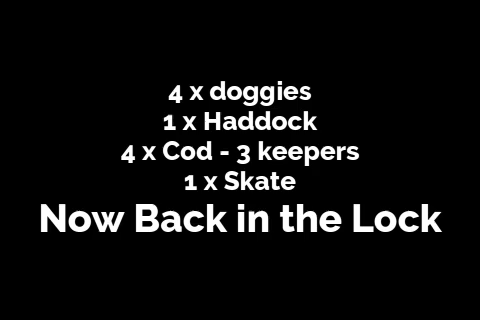 4 x doggies
1 x Haddock
4 x Cod - 3 keepers
1 x Skate
Now Back in the Lock